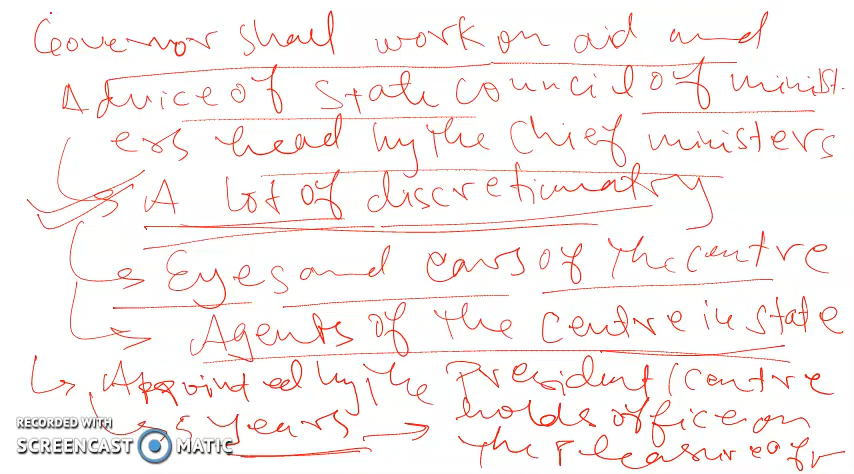 Governor shall work on aid and
Advice of state council of minist-
ers head by the chief ministers
→ A lot of discretionatry
→ Eyes and ears of the centre
→ Agents of the centre in state
→ Appointed by the President/centre
→ 5 years → holds office on
the pleasure of
RECORDED WITH
SCREENCAST MATIC